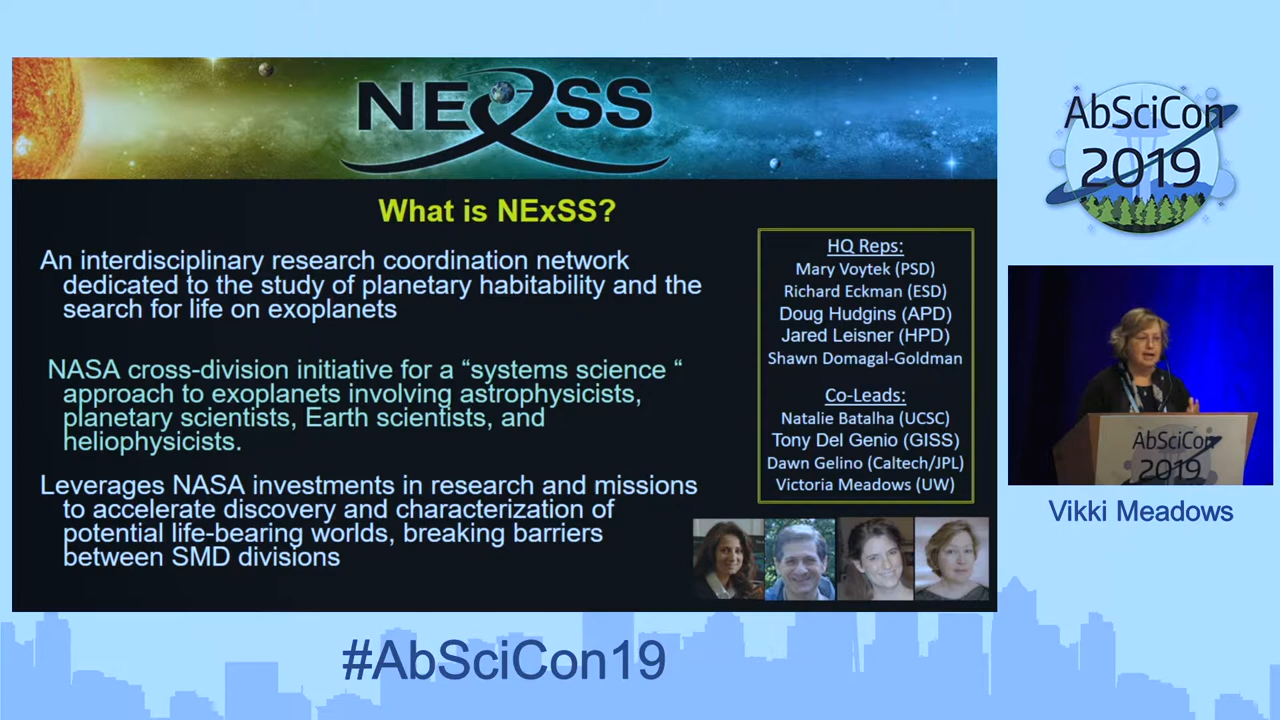 NExSS
What is NExSS?
An interdisciplinary research coordination network
dedicated to the study of planetary habitability and the
search for life on exoplanets
NASA cross-division initiative for a “systems science “
approach to exoplanets involving astrophysicists,
planetary scientists, Earth scientists, and
heliophysicists.
Leverages NASA investments in research and missions
to accelerate discovery and characterization of
potential life-bearing worlds, breaking barriers
between SMD divisions
HQ Reps:
Mary Voytek (PSD)
Richard Eckman (ESD)
Doug Hudgins (APD)
Jared Leisner (HPD)
Shawn Domagal-Goldman
Co-Leads:
Natalie Batalha (UCSC)
Tony Del Genio (GISS)
Dawn Gelino (Caltech/JPL)
Victoria Meadows (UW)
AbSciCon
2019
AbSciCon
2019
Vikki Meadows
#AbSciCon19